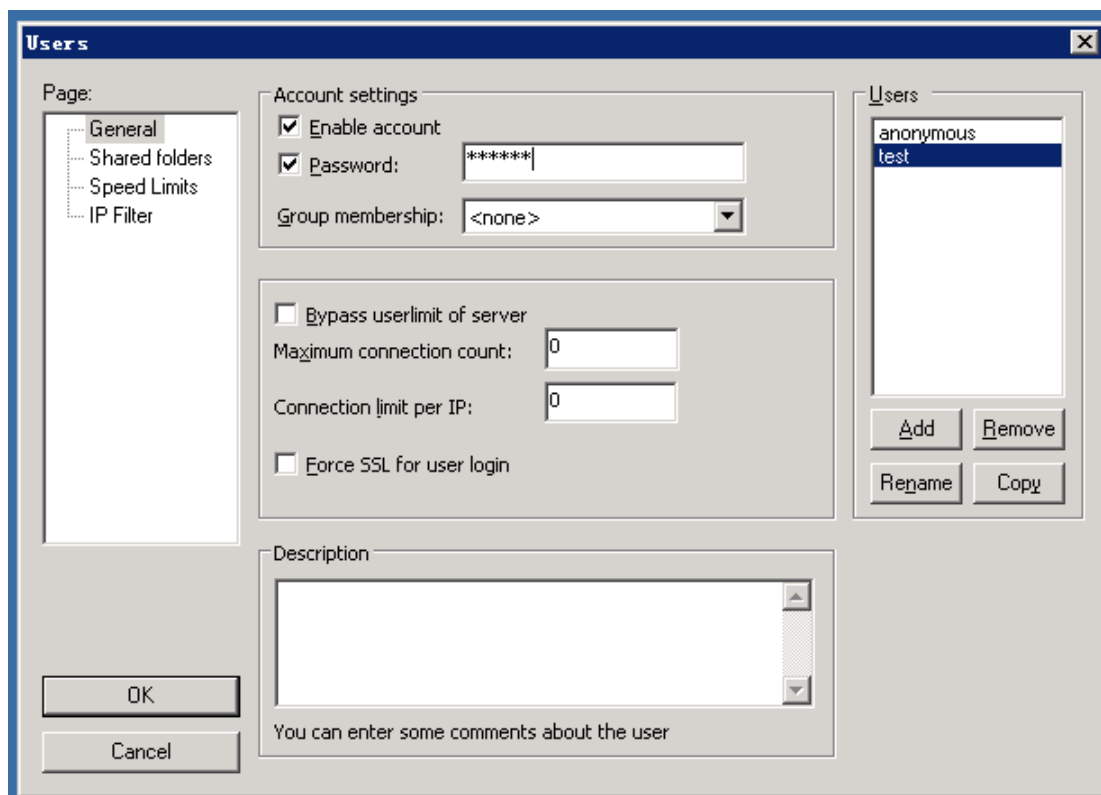 Users
Page:
General
Shared folders
Speed Limits
IP Filter
Account settings
Enable account
Password:
******
Group membership:
<none>
Bypass userlimit of server
Maximum connection count:
0
Connection limit per IP:
0
Force SSL for user login
Description
You can enter some comments about the user
Users
anonymous
test
Add
Remove
Rename
Copy
OK
Cancel